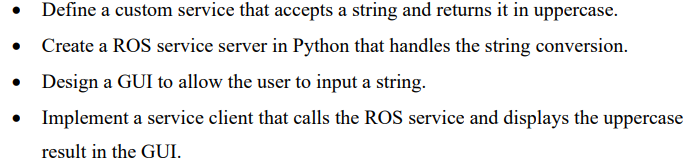 • Define a custom service that accepts a string and returns it in uppercase.
• Create a ROS service server in Python that handles the string conversion.
• Design a GUI to allow the user to input a string.
• Implement a service client that calls the ROS service and displays the uppercase
result in the GUI.